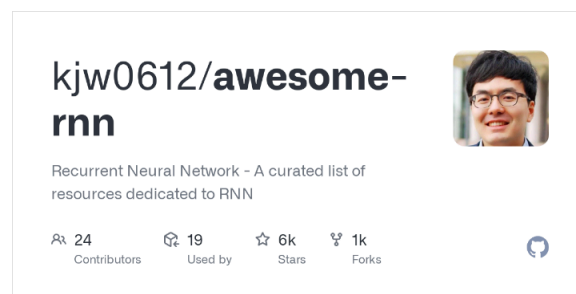 kjw0612/awesome-
rnn
Recurrent Neural Network - A curated list of
resources dedicated to RNN
24 19 6k 1k
Contributors Used by Stars Forks